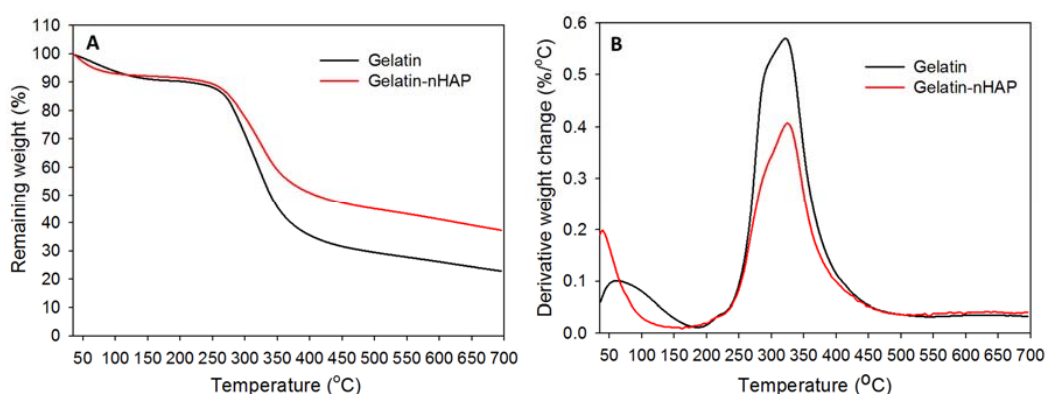 A
Gelatin
Gelatin-nHAP
Remaining weight (%)
110
100
90
80
70
60
50
40
30
20
10
0
50 100 150 200 250 300 350 400 450 500 550 600 650 700
Temperature (°C)
B
Gelatin
Gelatin-nHAP
Derivative weight change (%/°C)
0.6
0.5
0.4
0.3
0.2
0.1
0.0
50 100 150 200 250 300 350 400 450 500 550 600 650 700
Temperature (°C)